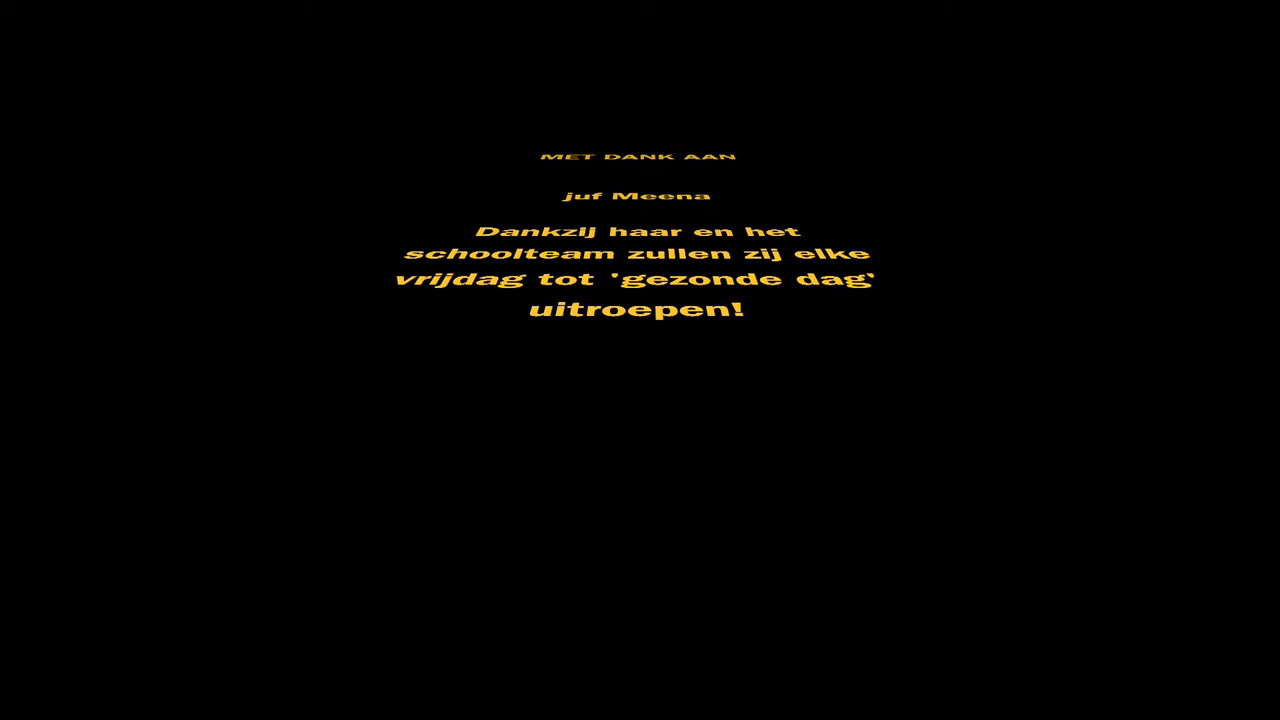 MET DANK AAN
juf Meena
Dankzij haar en het
schoolteam zullen zij elke
vrijdag tot 'gezonde dag'
uitroepen!